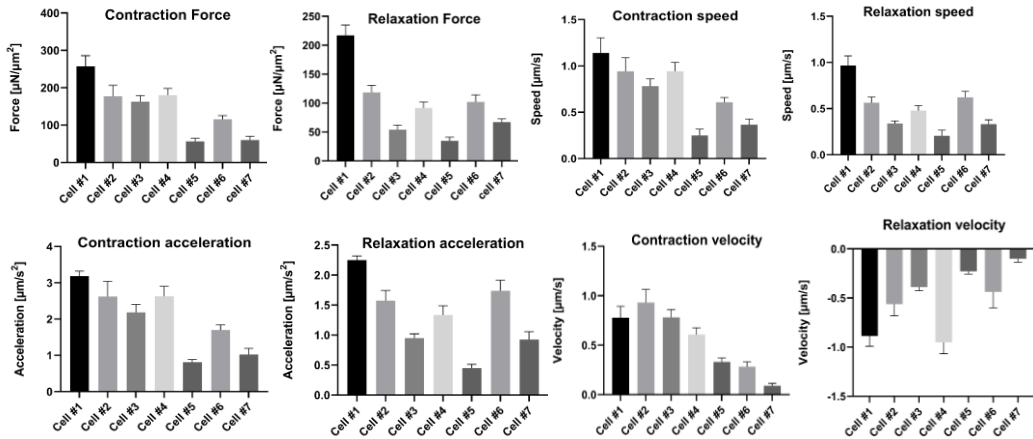 Contraction Force
Force [µN/µm²]
400
300
200
100
0
Cell #1
Cell #2
Cell #3
Cell #4
Cell #5
Cell #6
Cell #7
Relaxation Force
Force [µN/µm²]
250
200
150
100
50
0
Cell #1
Cell #2
Cell #3
Cell #4
Cell #5
Cell #6
cell #7
Contraction speed
Speed [µm/s]
1.5
1.0
0.5
0.0
Cell #1
Cell #2
Cell #3
Cell #4
Cell #5
Cell #6
Cell #7
Relaxation speed
Speed [µm/s]
1.5
1.0
0.5
0.0
Cell #1
Cell #2
Cell #3
Cell #4
Cell #5
Cell #6
Cell #7
Contraction acceleration
Acceleration [µm/s²]
4
3
2
1
0
Cell #1
Cell #2
Cell #3
Cell #4
Cell #5
Cell #6
Cell #7
Relaxation acceleration
Acceleration [µm/s²]
2.5
2.0
1.5
1.0
0.5
0.0
Cell #1
Cell #2
Cell #3
Cell #4
Cell #5
Cell #6
Cell #7
Contraction velocity
Velocity [µm/s]
1.5
1.0
0.5
0.0
Cell #1
Cell #2
Cell #3
Cell #4
Cell #5
Cell #6
Cell #7
Relaxation velocity
Velocity [µm/s]
0.0
-0.5
-1.0
-1.5
Cell #1
Cell #2
Cell #3
Cell #4
Cell #5
Cell #6
Cell #7